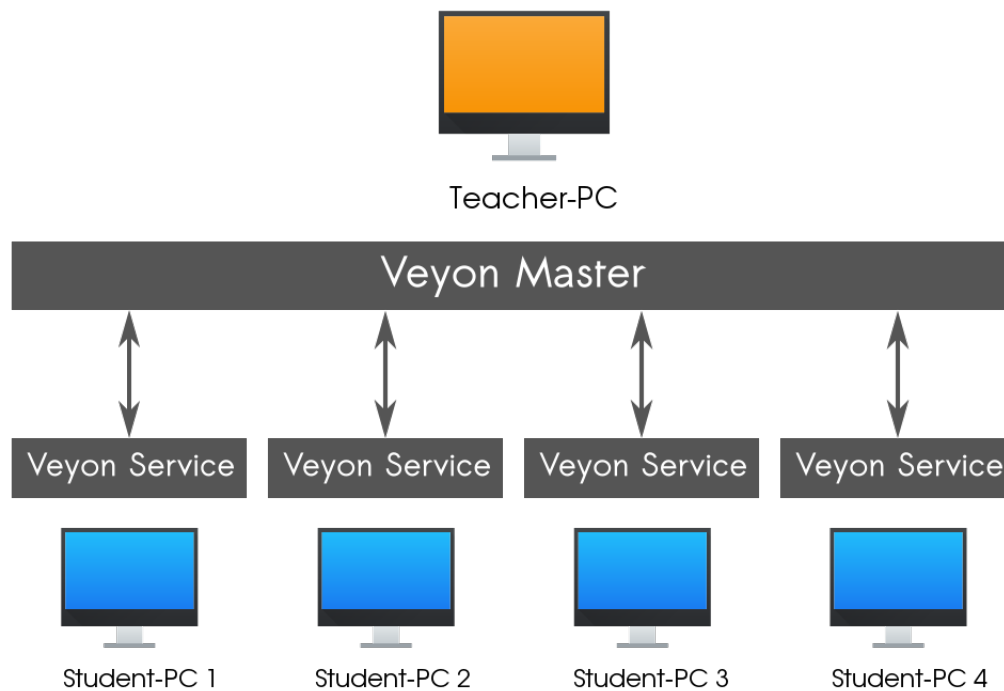 Teacher-PC
Veyon Master
Veyon Service
Veyon Service
Veyon Service
Veyon Service
Student-PC 1
Student-PC 2
Student-PC 3
Student-PC 4